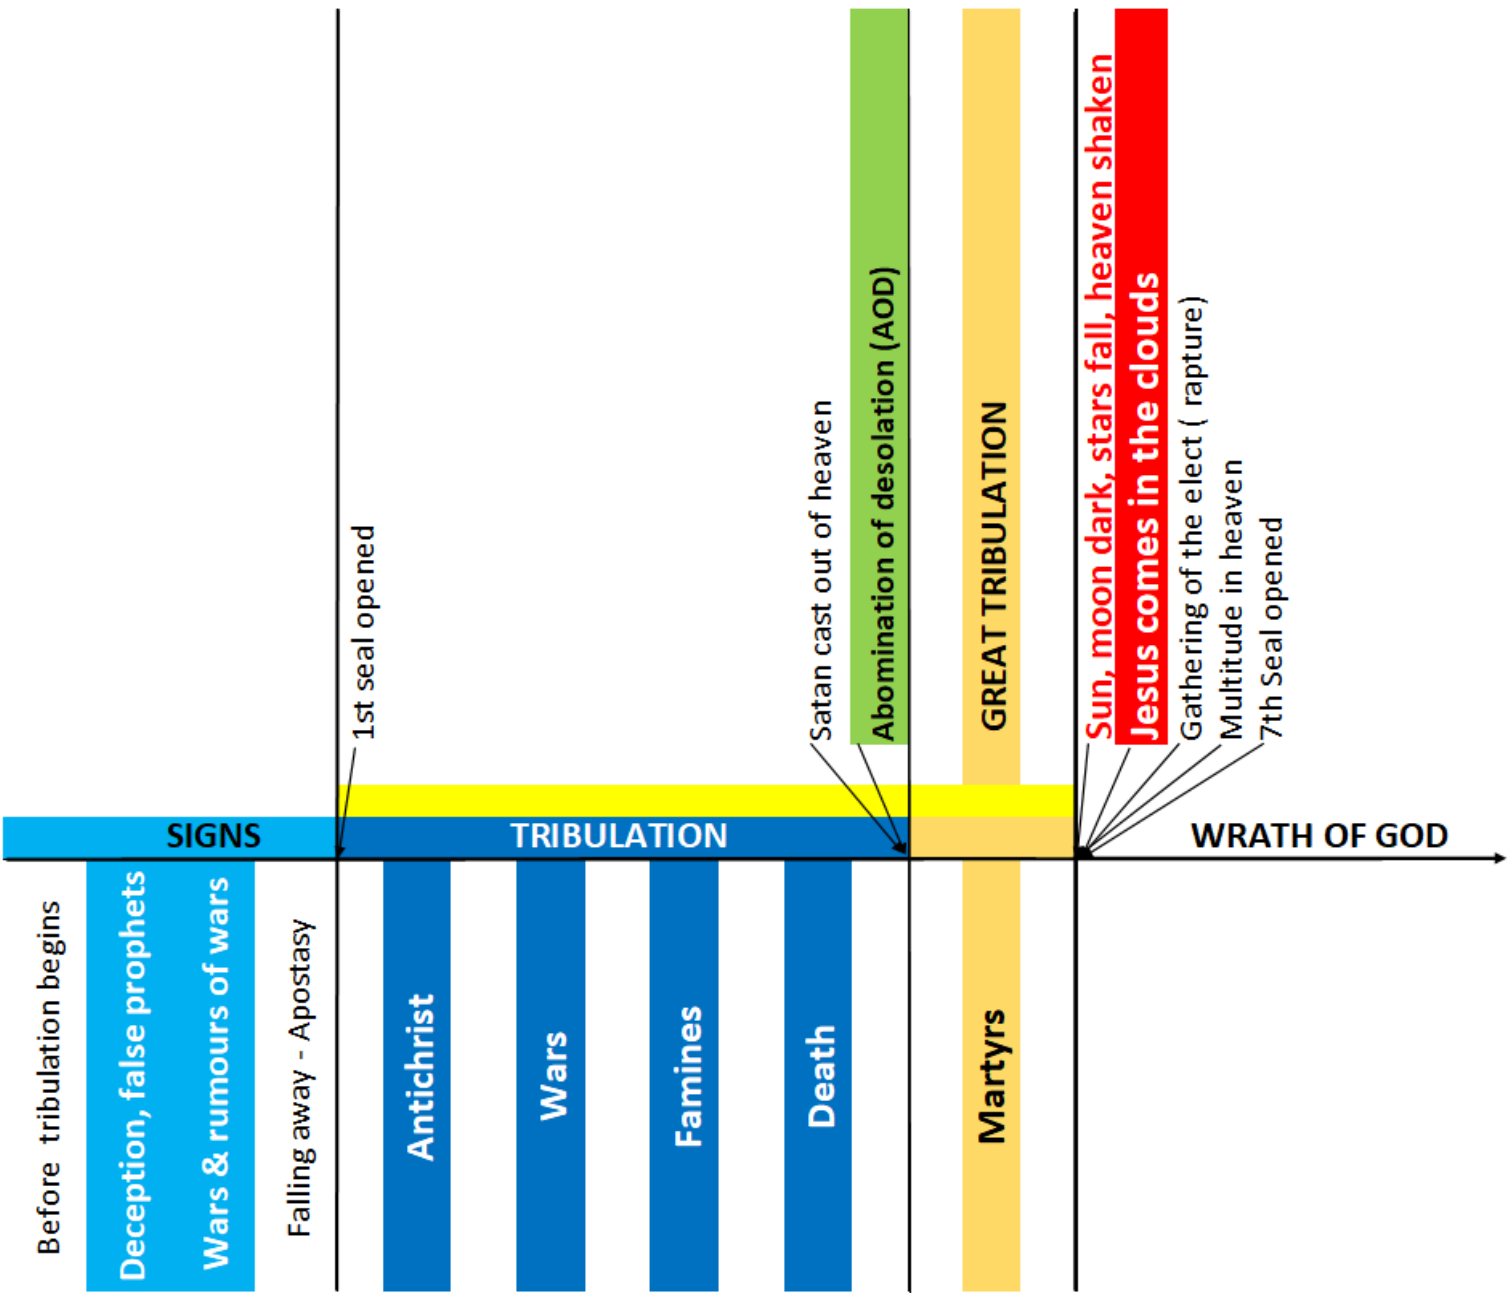 1st seal opened
Satan cast out of heaven
Abomination of desolation (AOD)
GREAT TRIBULATION
Sun, moon dark, stars fall, heaven shaken
Jesus comes in the clouds
Gathering of the elect ( rapture)
Multitude in heaven
7th Seal opened
SIGNS
TRIBULATION
WRATH OF GOD
Before tribulation begins
Deception, false prophets
Wars & rumours of wars
Falling away - Apostasy
Antichrist
Wars
Famines
Death
Martyrs